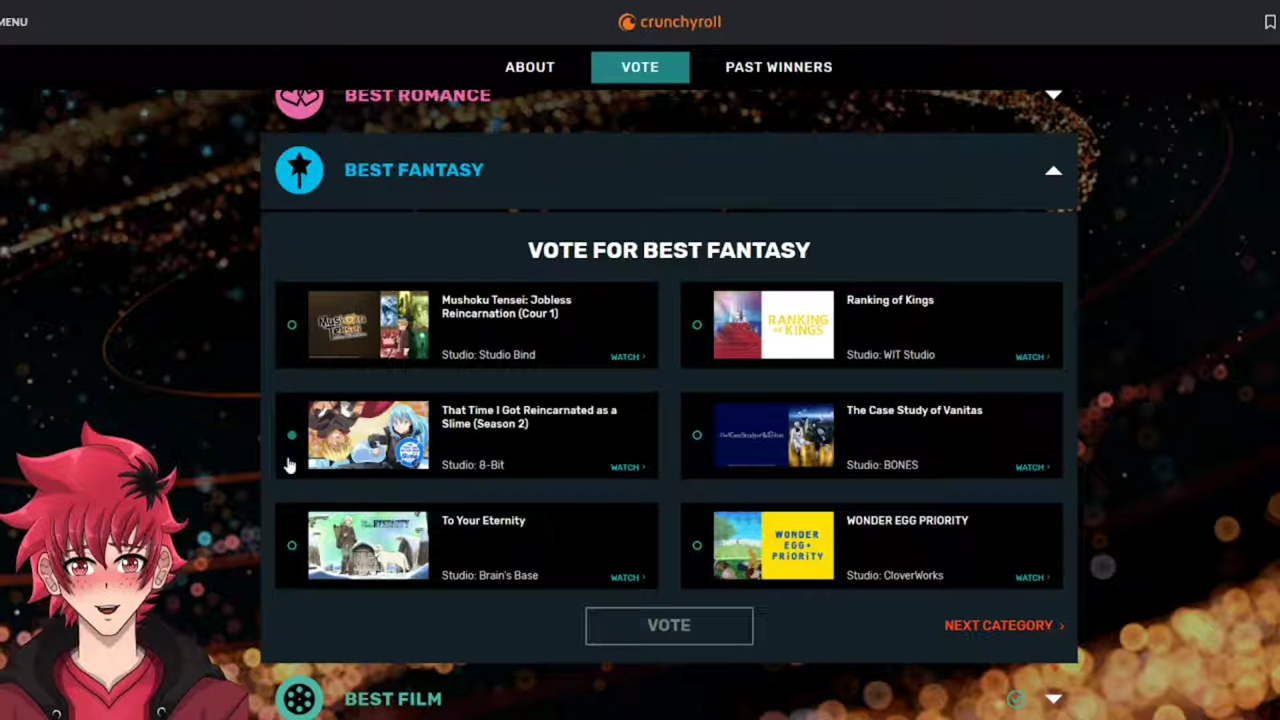 MENU
crunchyroll
ABOUT
VOTE
PAST WINNERS
BEST ROMANCE
BEST FANTASY
VOTE FOR BEST FANTASY
Mushoku Tensei: Jobless
Reincarnation (Cour 1)
Studio: Studio Bind
WATCH ›
RANKING
OF KINGS
Ranking of Kings
Studio: WIT Studio
WATCH ›
That Time I Got Reincarnated as a
Slime (Season 2)
Studio: 8-Bit
WATCH ›
The Case Study of Vanitas
Studio: BONES
WATCH ›
To Your Eternity
Studio: Brain's Base
WATCH ›
WONDER
EGG+
PRiORiTY
WONDER EGG PRIORITY
Studio: CloverWorks
WATCH ›
VOTE
NEXT CATEGORY ›
BEST FILM